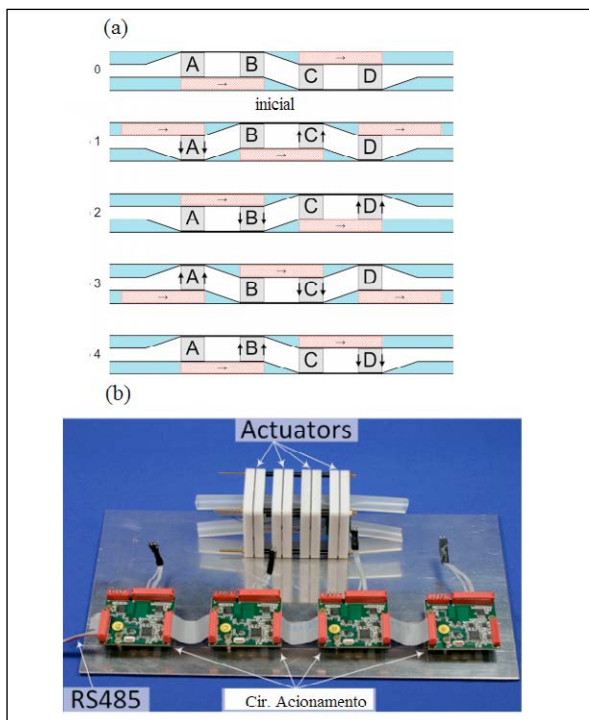 (a)
0 A B → C D
→
inicial
1 → B ↑C↑ →
↓A↓ → D
2 → C ↑D↑
A ↓B↓ →
3 ↑A↑ → D
→ B ↓C↓ →
4 A ↑B↑ →
→ C ↓D↓
(b)
Actuators
RS485
Cir. Acionamento